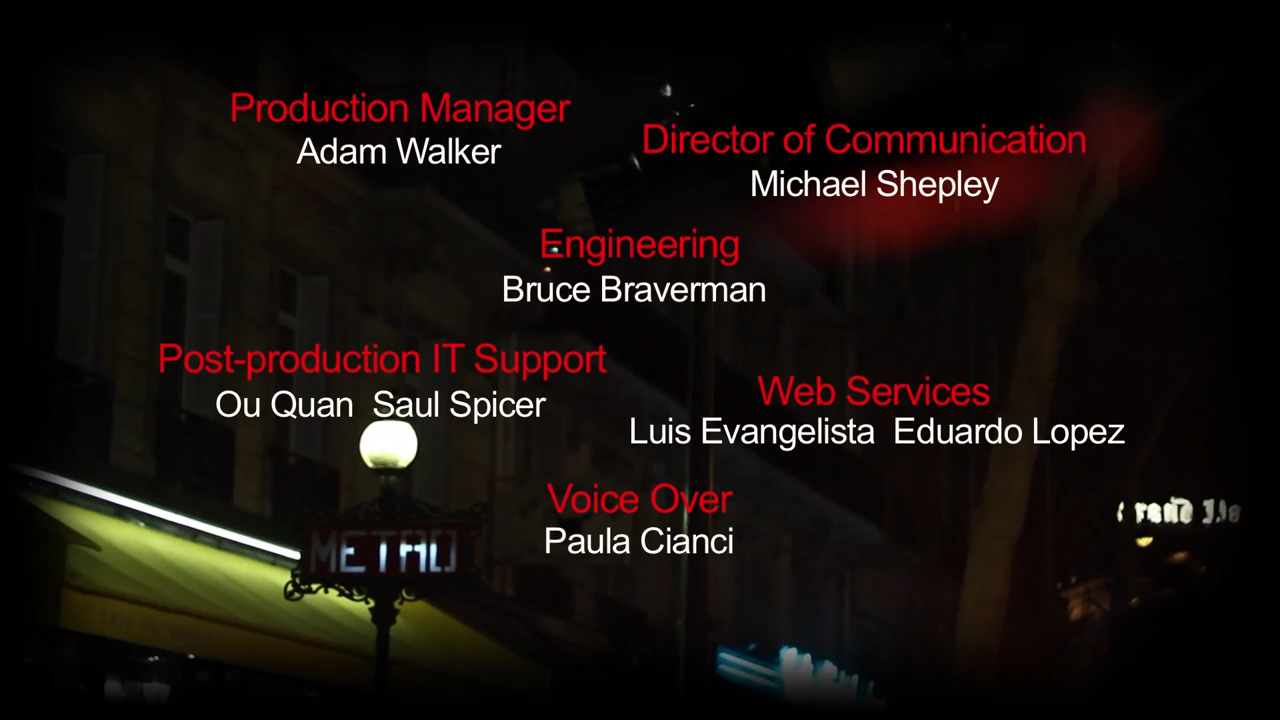 Production Manager
Adam Walker
Director of Communication
Michael Shepley
Engineering
Bruce Braverman
Post-production IT Support
Ou Quan  Saul Spicer
Web Services
Luis Evangelista  Eduardo Lopez
Voice Over
Paula Cianci
METRO